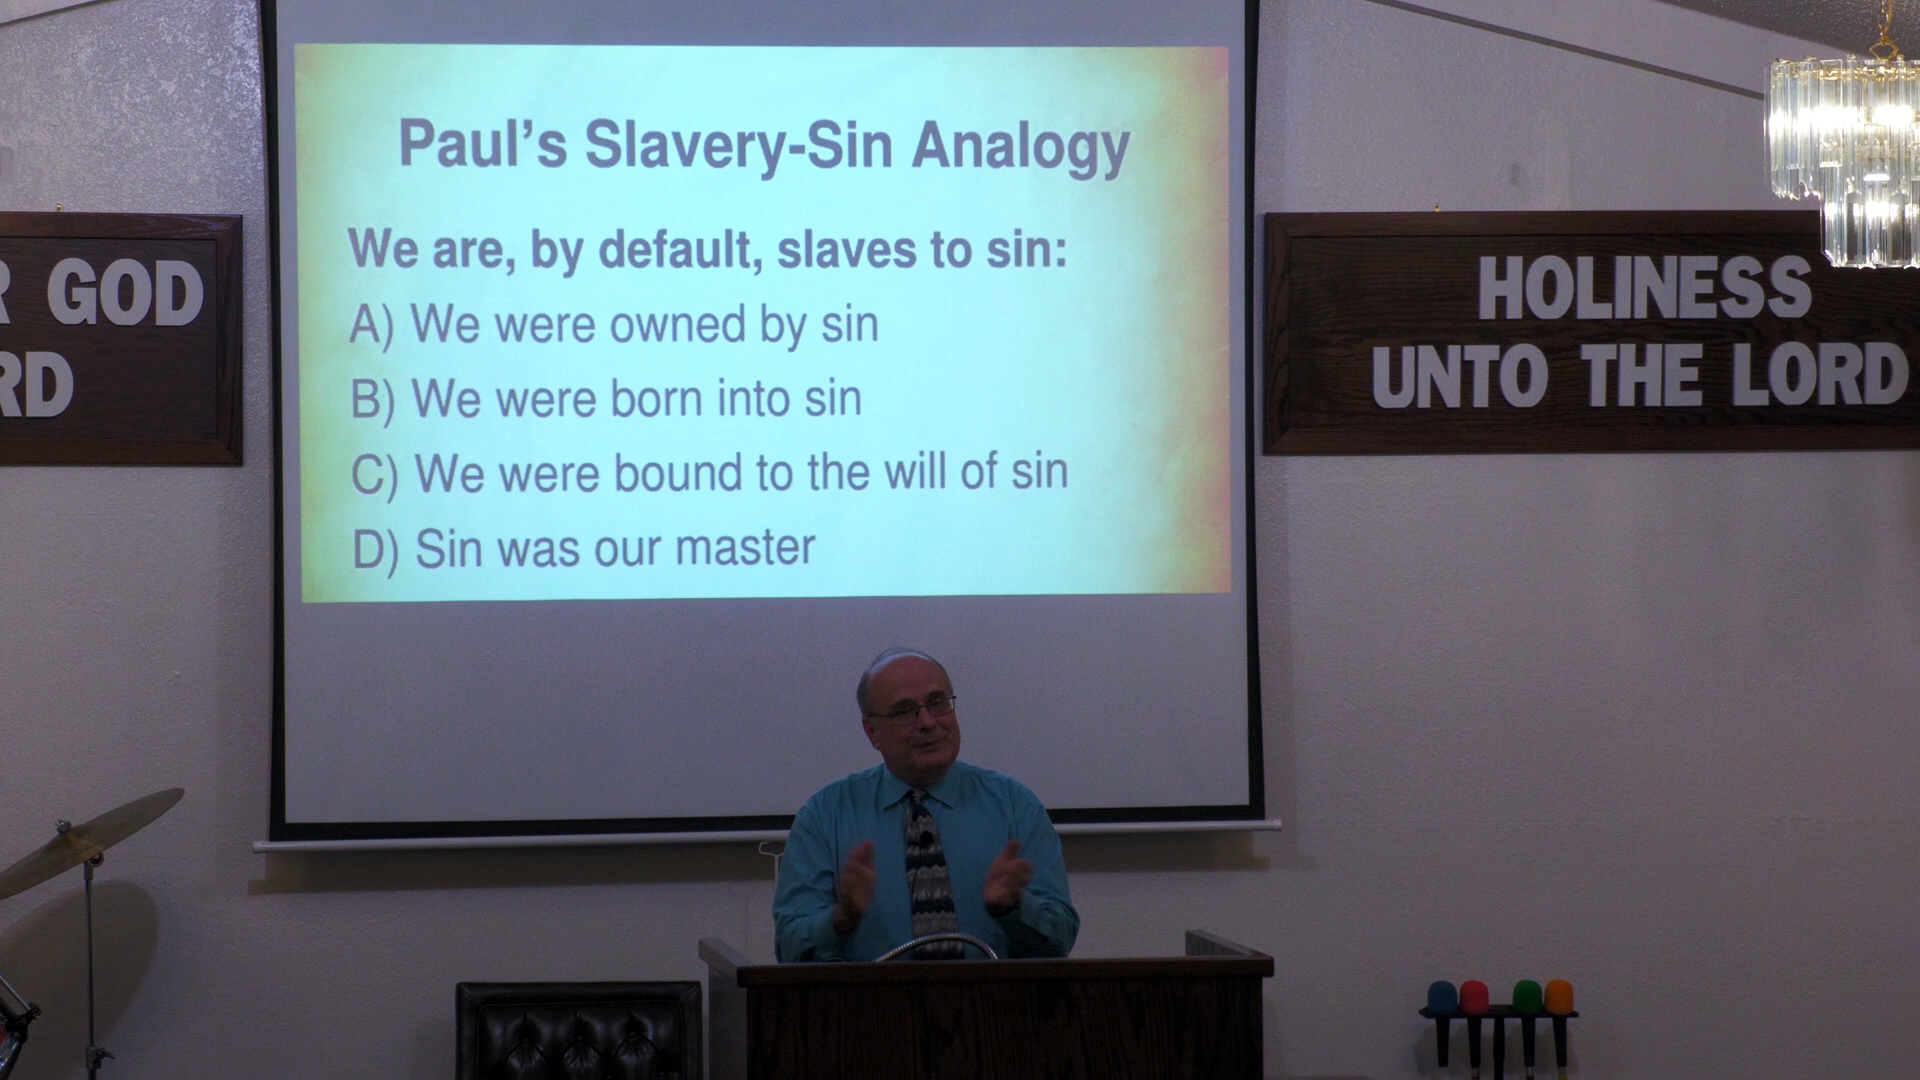 Paul’s Slavery-Sin Analogy
We are, by default, slaves to sin:
A) We were owned by sin
B) We were born into sin
C) We were bound to the will of sin
D) Sin was our master
GOD
HOLINESS
UNTO THE LORD